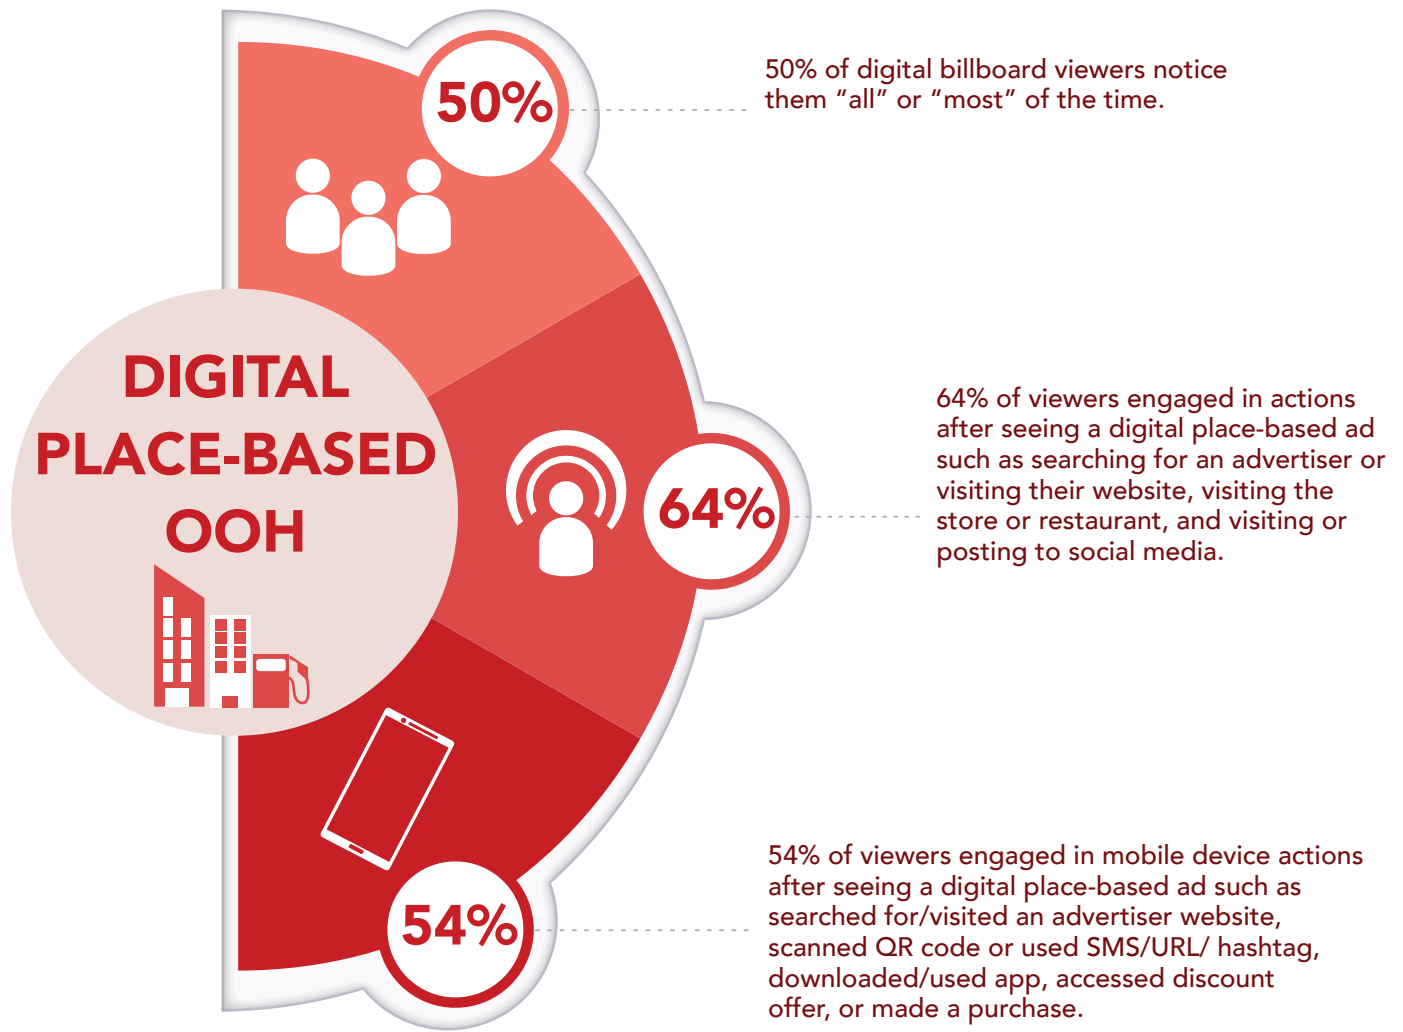 50%
50% of digital billboard viewers notice
them “all” or “most” of the time.
DIGITAL
PLACE-BASED
OOH
64%
64% of viewers engaged in actions
after seeing a digital place-based ad
such as searching for an advertiser or
visiting their website, visiting the
store or restaurant, and visiting or
posting to social media.
54%
54% of viewers engaged in mobile device actions
after seeing a digital place-based ad such as
searched for/visited an advertiser website,
scanned QR code or used SMS/URL/ hashtag,
downloaded/used app, accessed discount
offer, or made a purchase.